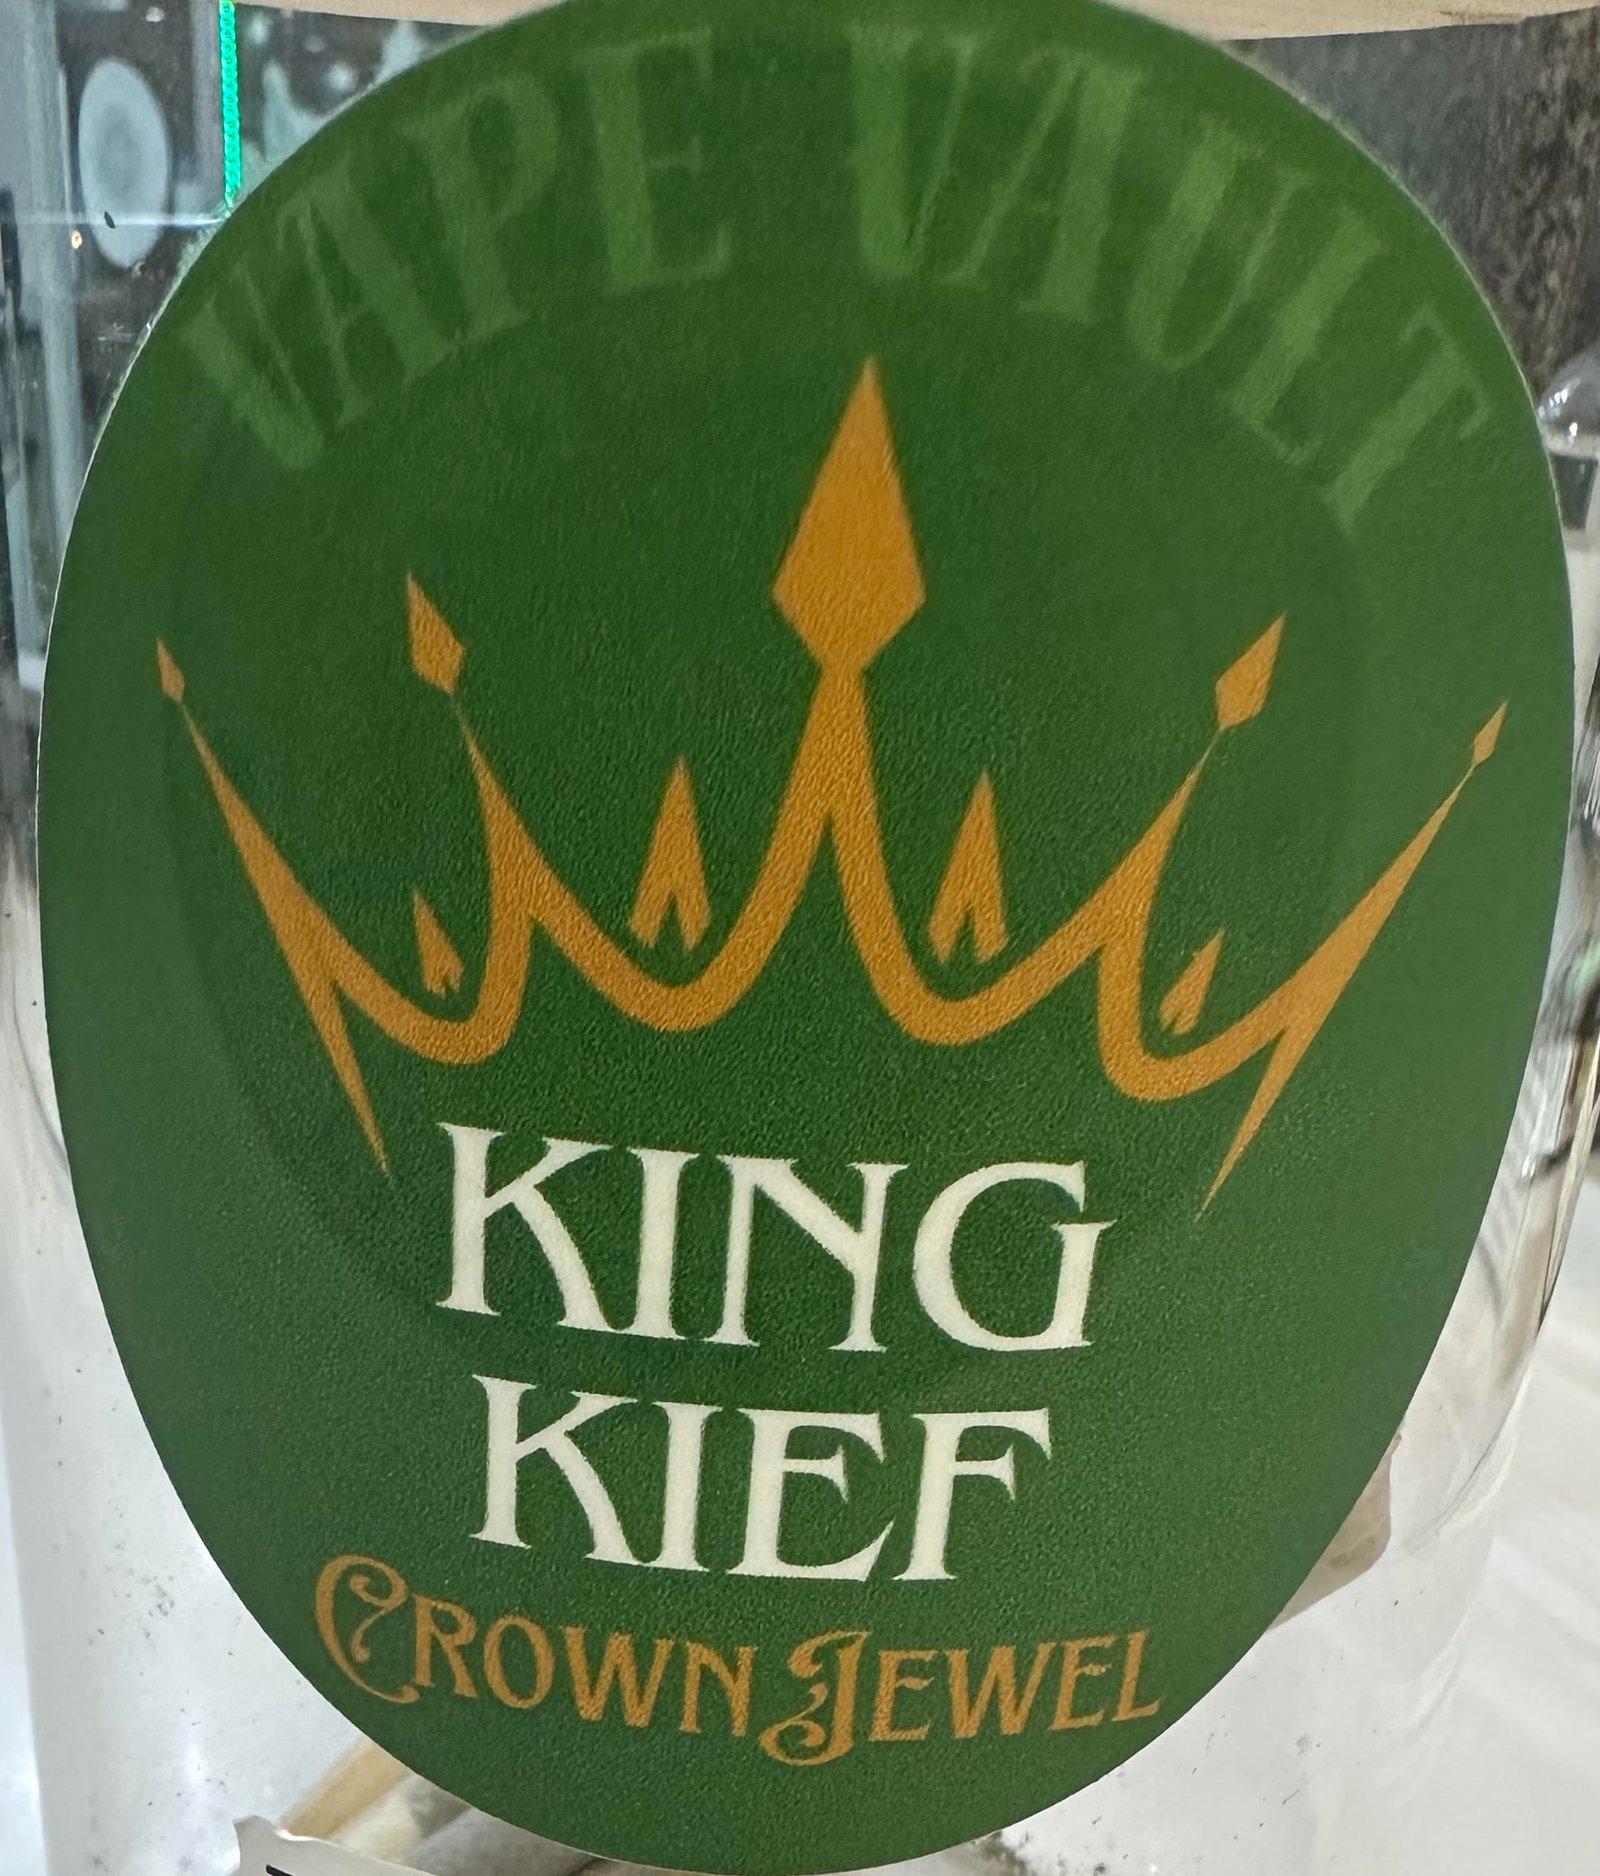 VAPE VAULT
KING
KIEF
CROWN JEWEL